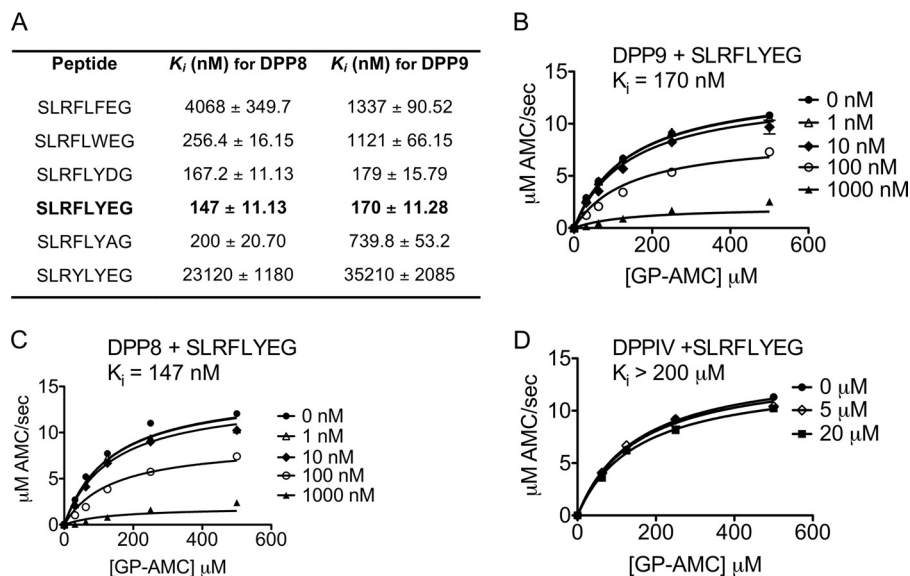 A
Peptide Ki (nM) for DPP8 Ki (nM) for DPP9
SLRFLFEG 4068 ± 349.7 1337 ± 90.52
SLRFLWEG 256.4 ± 16.15 1121 ± 66.15
SLRFLYDG 167.2 ± 11.13 179 ± 15.79
SLRFLYEG 147 ± 11.13 170 ± 11.28
SLRFLYAG 200 ± 20.70 739.8 ± 53.2
SLRYLYEG 23120 ± 1180 35210 ± 2085
B
DPP9 + SLRFLYEG
Ki = 170 nM
μM AMC/sec
15
10
5
0
0 200 400 600
[GP-AMC] μM
0 nM
1 nM
10 nM
100 nM
1000 nM
C
DPP8 + SLRFLYEG
Ki = 147 nM
μM AMC/sec
15
10
5
0
0 200 400 600
[GP-AMC] μM
0 nM
1 nM
10 nM
100 nM
1000 nM
D
DPPIV +SLRFLYEG
Ki > 200 μM
μM AMC/sec
15
10
5
0
0 200 400 600
[GP-AMC] μM
0 μM
5 μM
20 μM